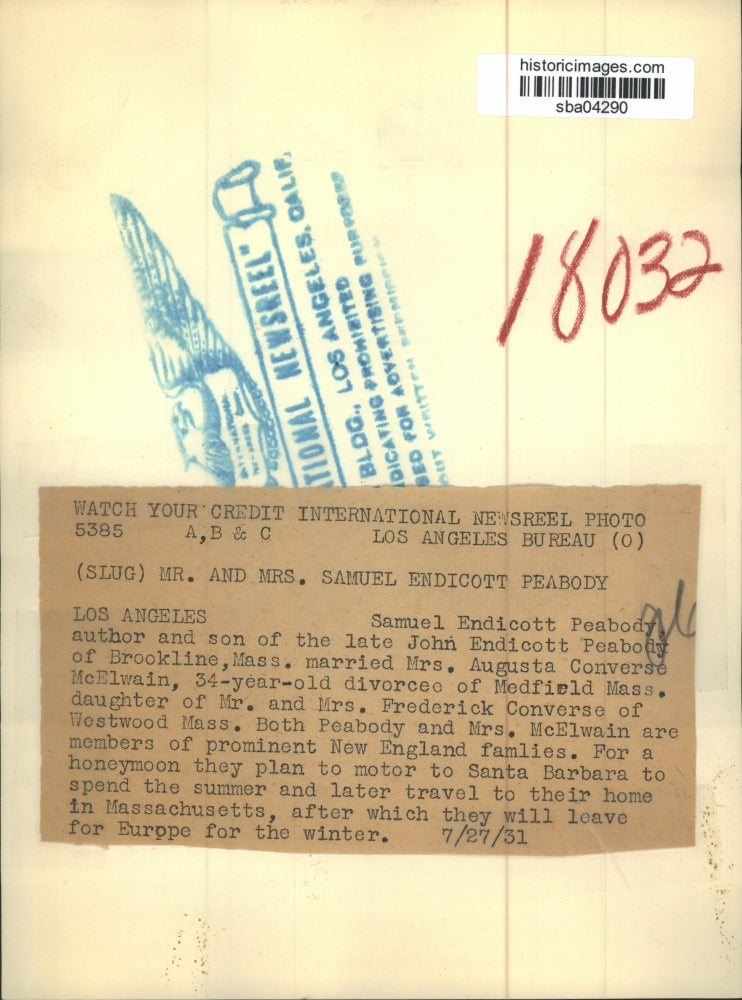 historicimages.com
sba04290
18032
NATIONAL NEWSREEL"
BLDG., LOS ANGELES, CALIF.
PROHIBITED
ADVERTISING PURPOSES
WATCH YOUR CREDIT INTERNATIONAL NEWSREEL PHOTO
5385 A,B & C LOS ANGELES BUREAU (O)
(SLUG) MR. AND MRS. SAMUEL ENDICOTT PEABODY
LOS ANGELES Samuel Endicott Peabody,
author and son of the late John Endicott Peabody
of Brookline,Mass. married Mrs. Augusta Converse
McElwain, 34-year-old divorcee of Medfield Mass.
daughter of Mr. and Mrs. Frederick Converse of
Westwood Mass. Both Peabody and Mrs. McElwain are
members of prominent New England famlies. For a
honeymoon they plan to motor to Santa Barbara to
spend the summer and later travel to their home
in Massachusetts, after which they will leave
for Eurppe for the winter. 7/27/31